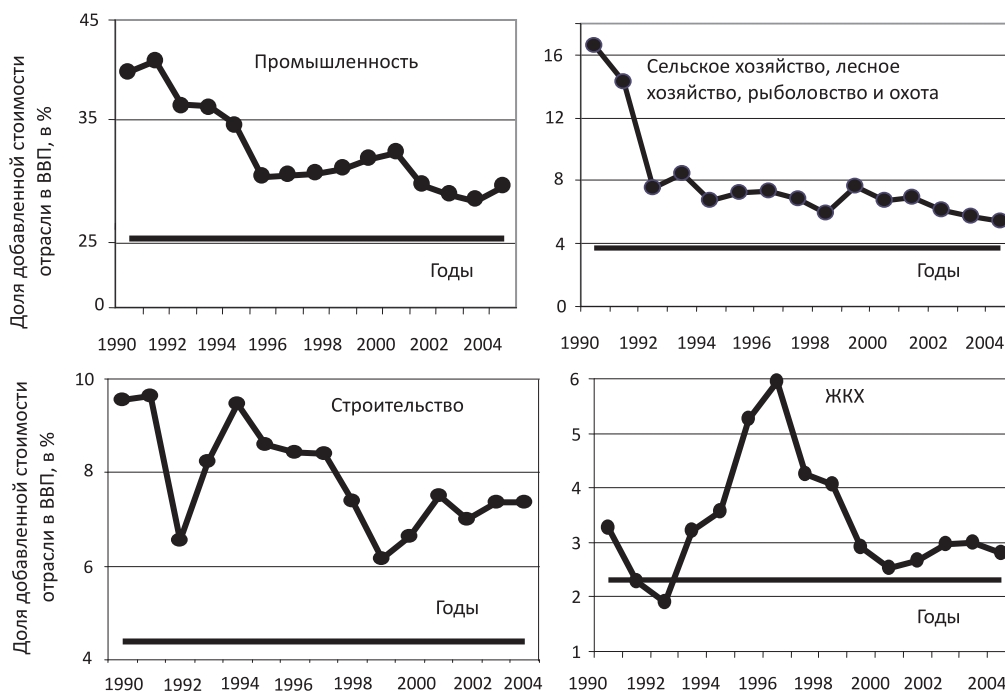 Доля добавленной стоимости
отрасли в ВВП, в %
45
35
25
0
Промышленность
Годы
1990 1992 1994 1996 1998 2000 2002 2004
16
12
8
4
0
Сельское хозяйство, лесное
хозяйство, рыболовство и охота
Годы
1990 1992 1994 1996 1998 2000 2002 2004
Доля добавленной стоимости
отрасли в ВВП, в %
10
8
6
4
Строительство
Годы
1990 1992 1994 1996 1998 2000 2002 2004
6
5
4
3
2
1
ЖКХ
Годы
1990 1992 1994 1996 1998 2000 2002 2004